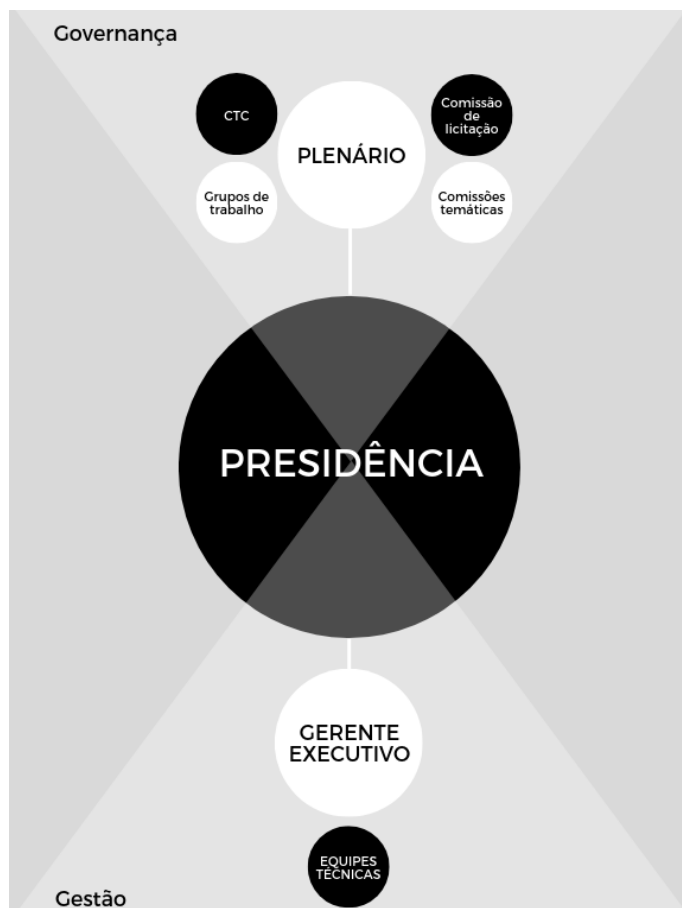 Governança
CTC
PLENÁRIO
Comissão
de
licitação
Grupos de
trabalho
Comissões
temáticas
PRESIDÊNCIA
GERENTE
EXECUTIVO
EQUIPES
TÉCNICAS
Gestão